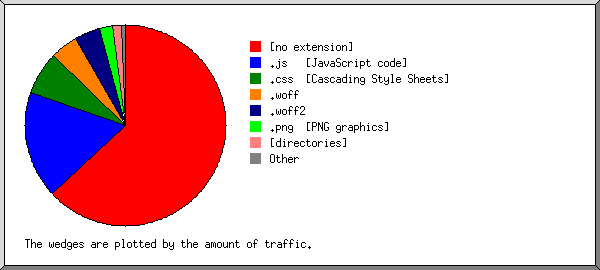 [no extension]
.js   [JavaScript code]
.css  [Cascading Style Sheets]
.woff
.woff2
.png  [PNG graphics]
[directories]
Other
The wedges are plotted by the amount of traffic.